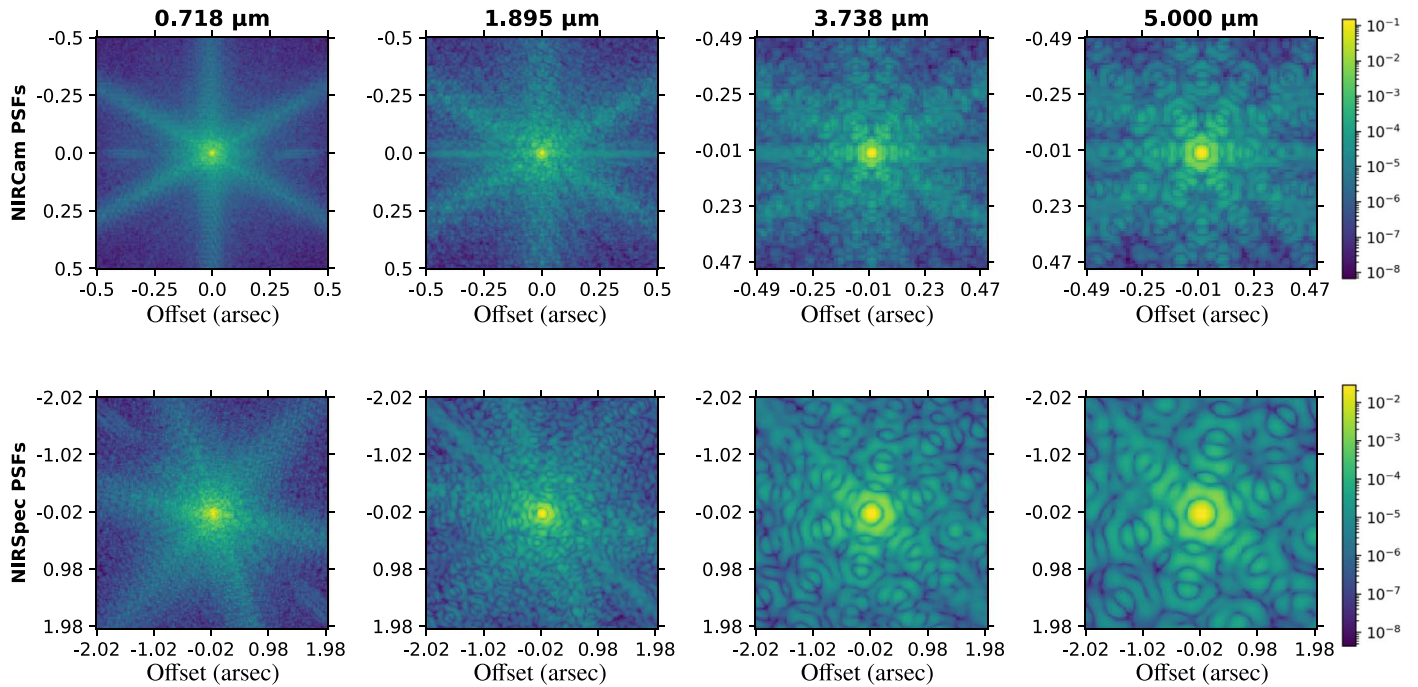 0.718 µm 1.895 µm 3.738 µm 5.000 µm
NIRCam PSFs
-0.5 -0.25 0.0 0.25 0.5
-0.5 -0.25 0.0 0.25 0.5
Offset (arsec)
-0.5 -0.25 0.0 0.25 0.5
-0.5 -0.25 0.0 0.25 0.5
Offset (arsec)
-0.49 -0.25 -0.01 0.23 0.47
-0.49 -0.25 -0.01 0.23 0.47
Offset (arsec)
-0.49 -0.25 -0.01 0.23 0.47
-0.49 -0.25 -0.01 0.23 0.47
Offset (arsec)
10⁻¹
10⁻²
10⁻³
10⁻⁴
10⁻⁵
10⁻⁶
10⁻⁷
10⁻⁸
NIRSpec PSFs
-2.02 -1.02 -0.02 0.98 1.98
-2.02 -1.02 -0.02 0.98 1.98
Offset (arsec)
-2.02 -1.02 -0.02 0.98 1.98
-2.02 -1.02 -0.02 0.98 1.98
Offset (arsec)
-2.02 -1.02 -0.02 0.98 1.98
-2.02 -1.02 -0.02 0.98 1.98
Offset (arsec)
-2.02 -1.02 -0.02 0.98 1.98
-2.02 -1.02 -0.02 0.98 1.98
Offset (arsec)
10⁻²
10⁻³
10⁻⁴
10⁻⁵
10⁻⁶
10⁻⁷
10⁻⁸